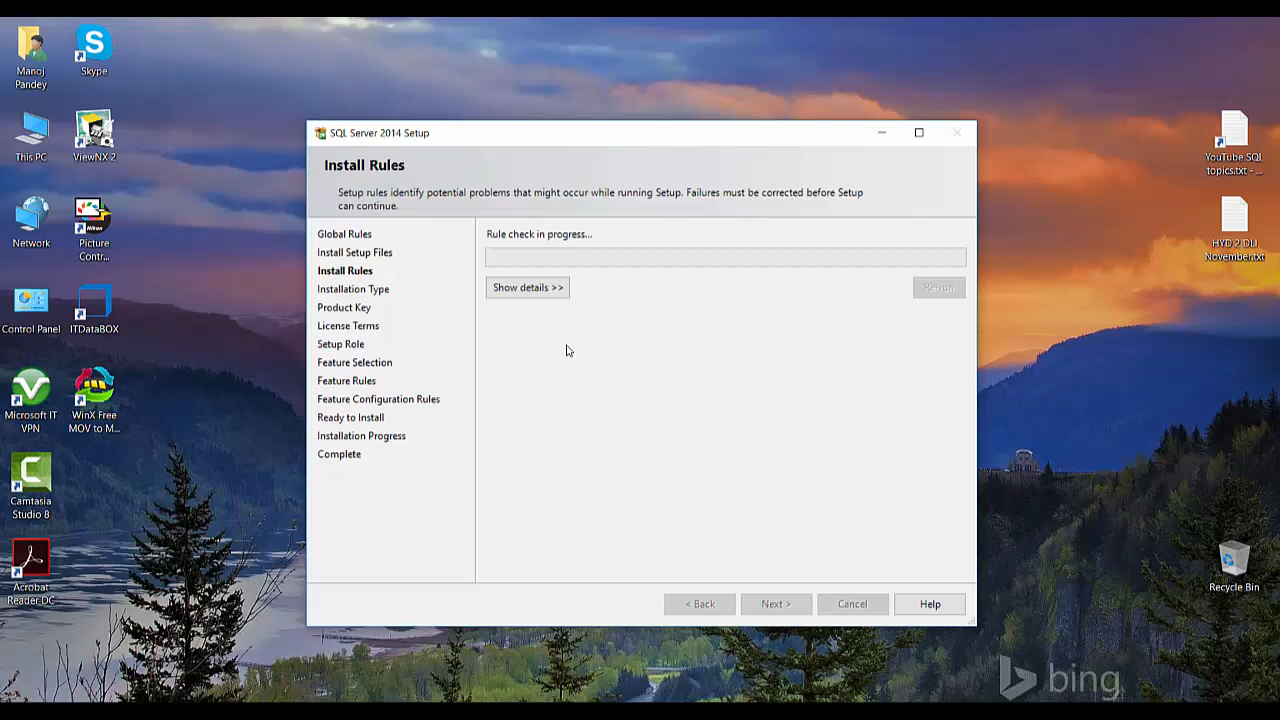 Manoj
Pandey
Skype
This PC
ViewNX 2
Network
Picture
Contr...
Control Panel
ITDataBOX
Microsoft IT
VPN
WinX Free
MOV to M...
Camtasia
Studio 8
Acrobat
Reader DC
SQL Server 2014 Setup
Install Rules
Setup rules identify potential problems that might occur while running Setup. Failures must be corrected before Setup
can continue.
Global Rules
Install Setup Files
Install Rules
Installation Type
Product Key
License Terms
Setup Role
Feature Selection
Feature Rules
Feature Configuration Rules
Ready to Install
Installation Progress
Complete
Rule check in progress...
Show details >>
Re-run
< Back
Next >
Cancel
Help
YouTube SQL
topics.txt - ...
HYD 2 DLI
November.txt
Recycle Bin
bing